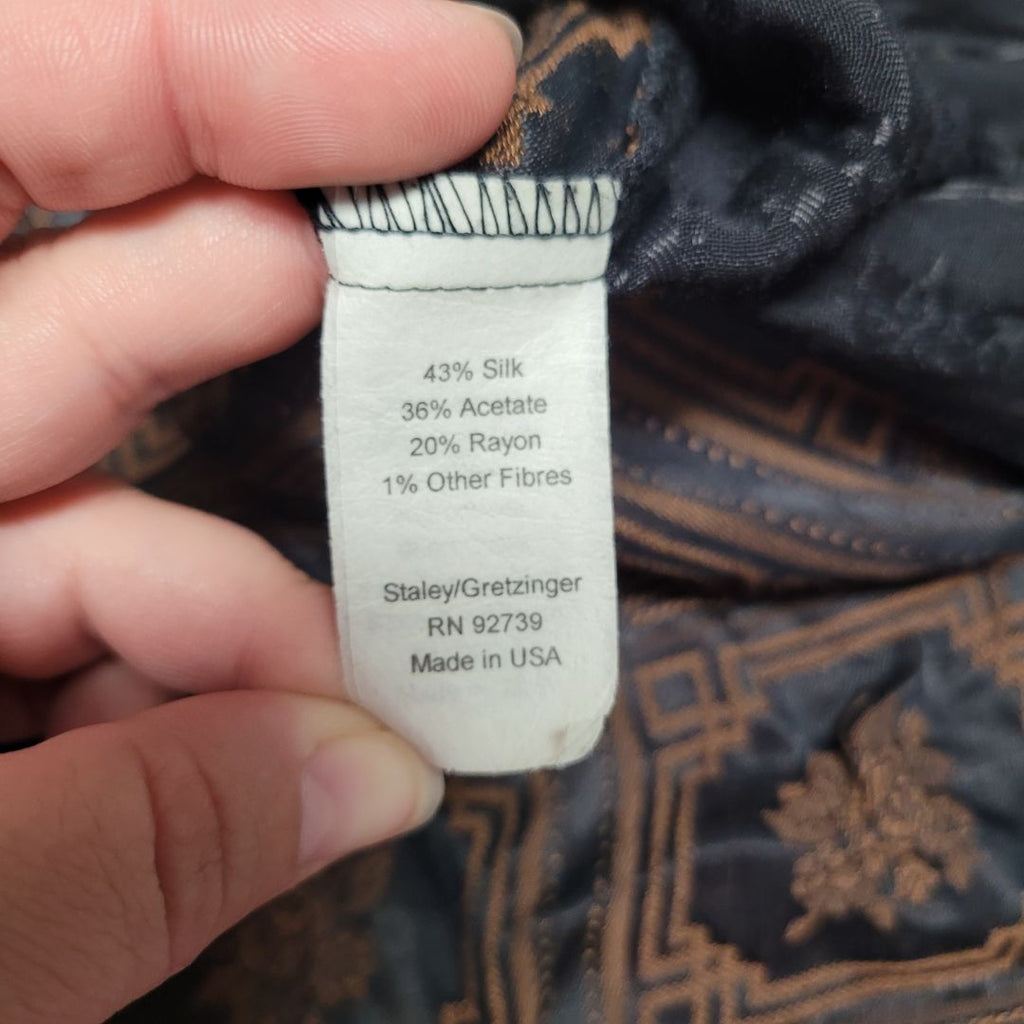 43% Silk
36% Acetate
20% Rayon
1% Other Fibres
Staley/Gretzinger
RN 92739
Made in USA